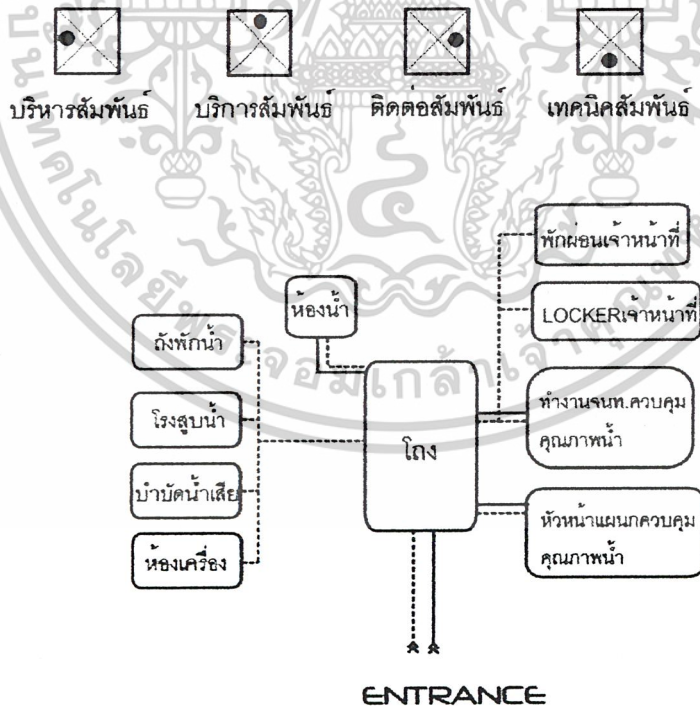 บริหารสัมพันธ์ บริการสัมพันธ์ ติดต่อสัมพันธ์ เทคนิคสัมพันธ์
พักผ่อนเจ้าหน้าที่
ห้องน้ำ
LOCKERเจ้าหน้าที่
ถังพักน้ำ
ทำงานจนท.ควบคุม
คุณภาพน้ำ
โรงสูบน้ำ
โถง
บำบัดน้ำเสีย
หัวหน้าแผนกควบคุม
คุณภาพน้ำ
ห้องเครื่อง
ENTRANCE